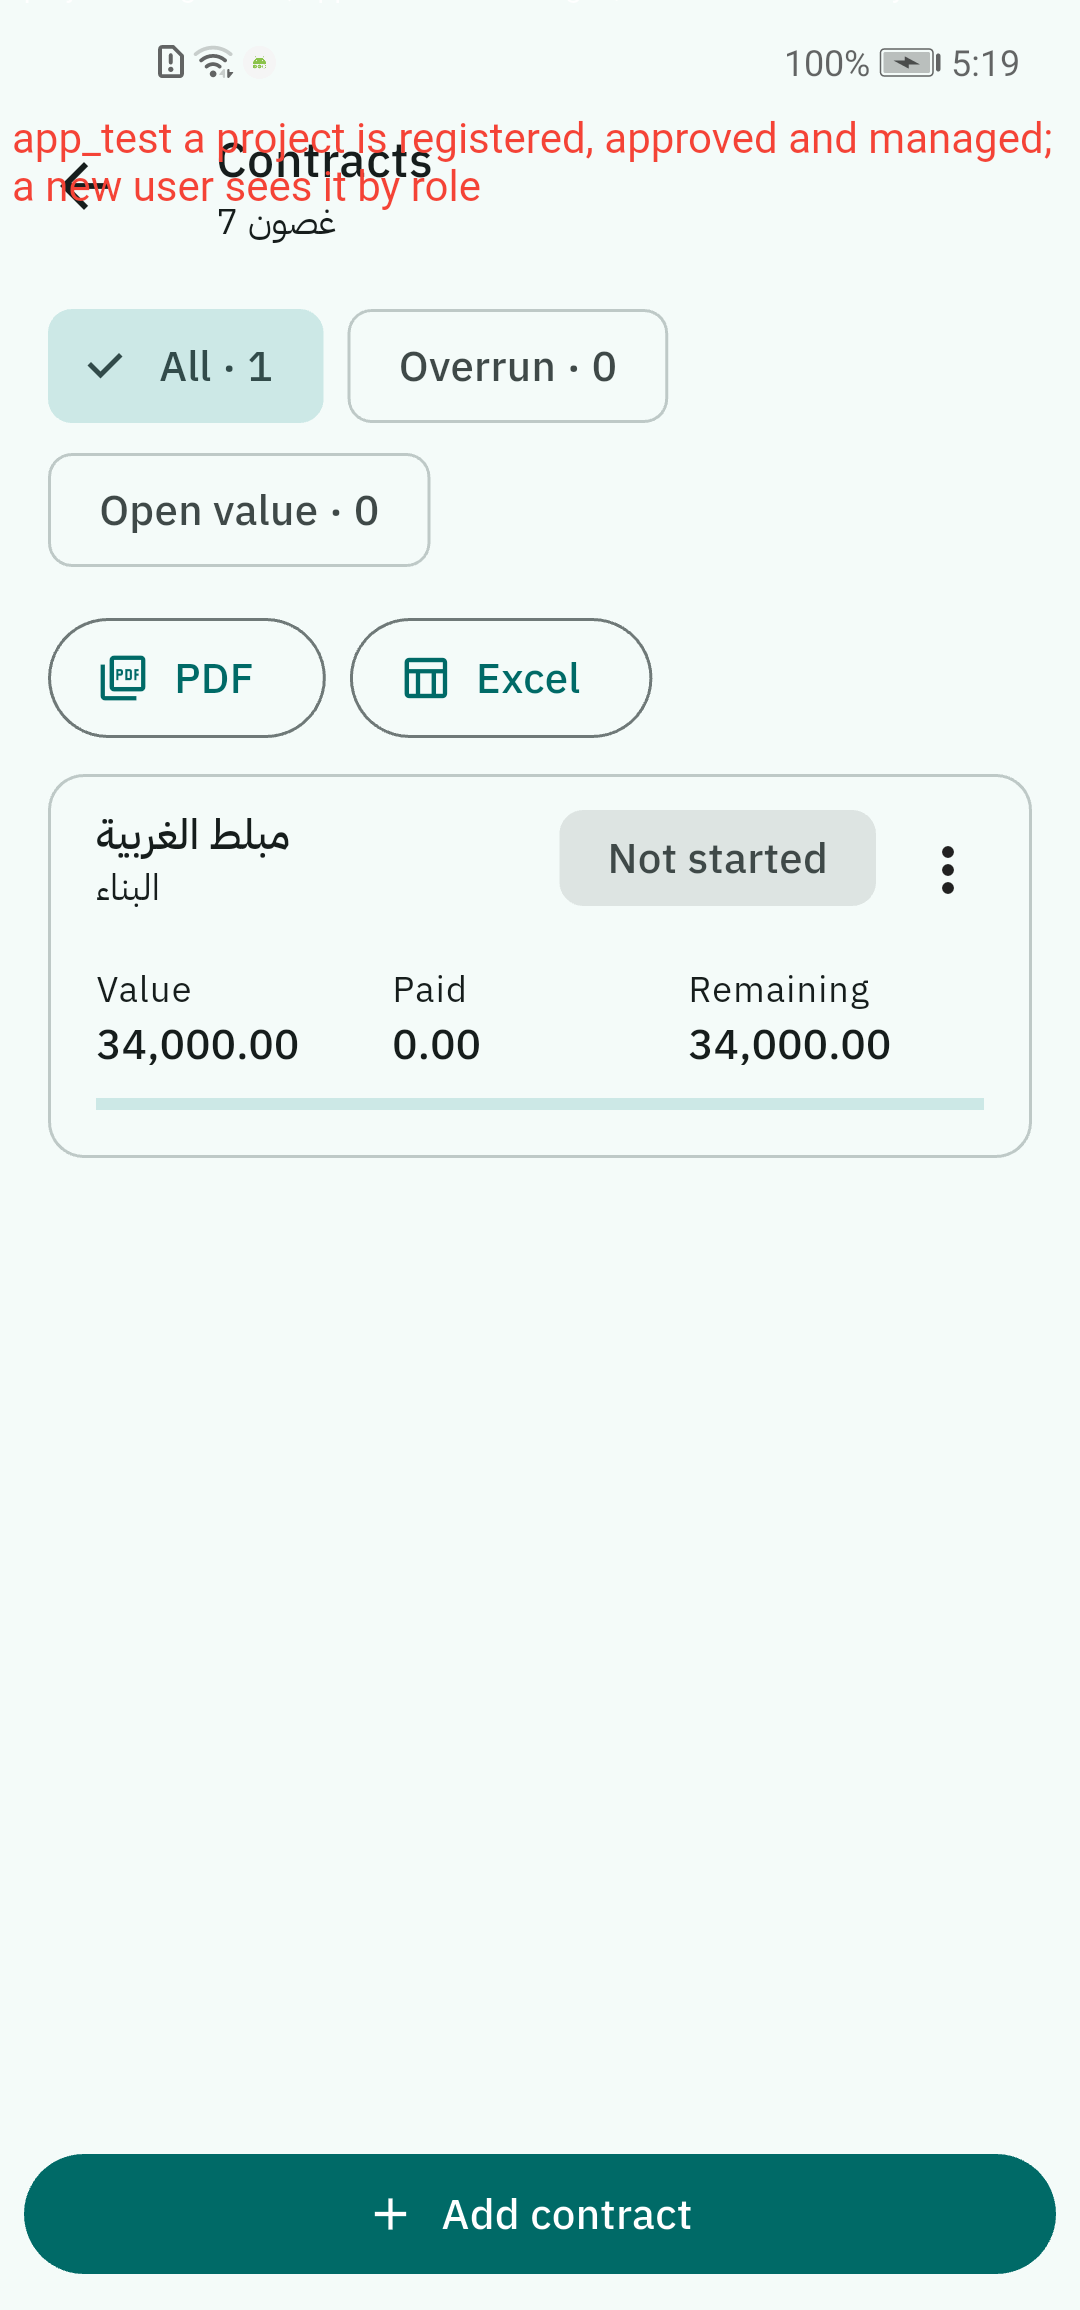 100% 5:19
app_test a project is registered, approved and managed;
a new user sees it by role
Contracts
غصون 7
All · 1
Overrun · 0
Open value · 0
PDF
Excel
مبلط الغربية
Not started
البناء
Value Paid Remaining
34,000.00 0.00 34,000.00
+ Add contract